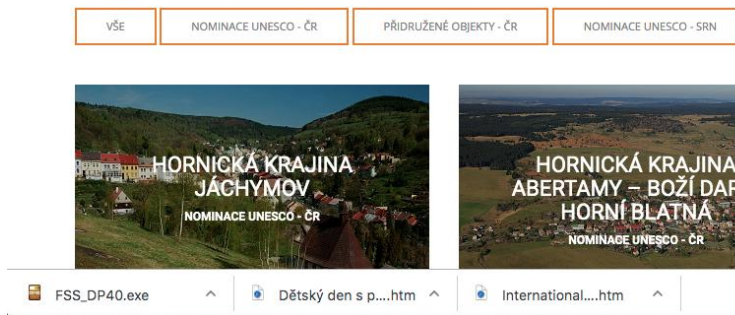 VŠE
NOMINACE UNESCO - ČR
PŘIDRUŽENÉ OBJEKTY - ČR
NOMINACE UNESCO - SRN
HORNICKÁ KRAJINA
JÁCHYMOV
NOMINACE UNESCO - ČR
HORNICKÁ KRAJINA
ABERTAMY – BOŽÍ DAR
HORNÍ BLATNÁ
NOMINACE UNESCO - ČR
FSS_DP40.exe
Dětský den s p....htm
International....htm